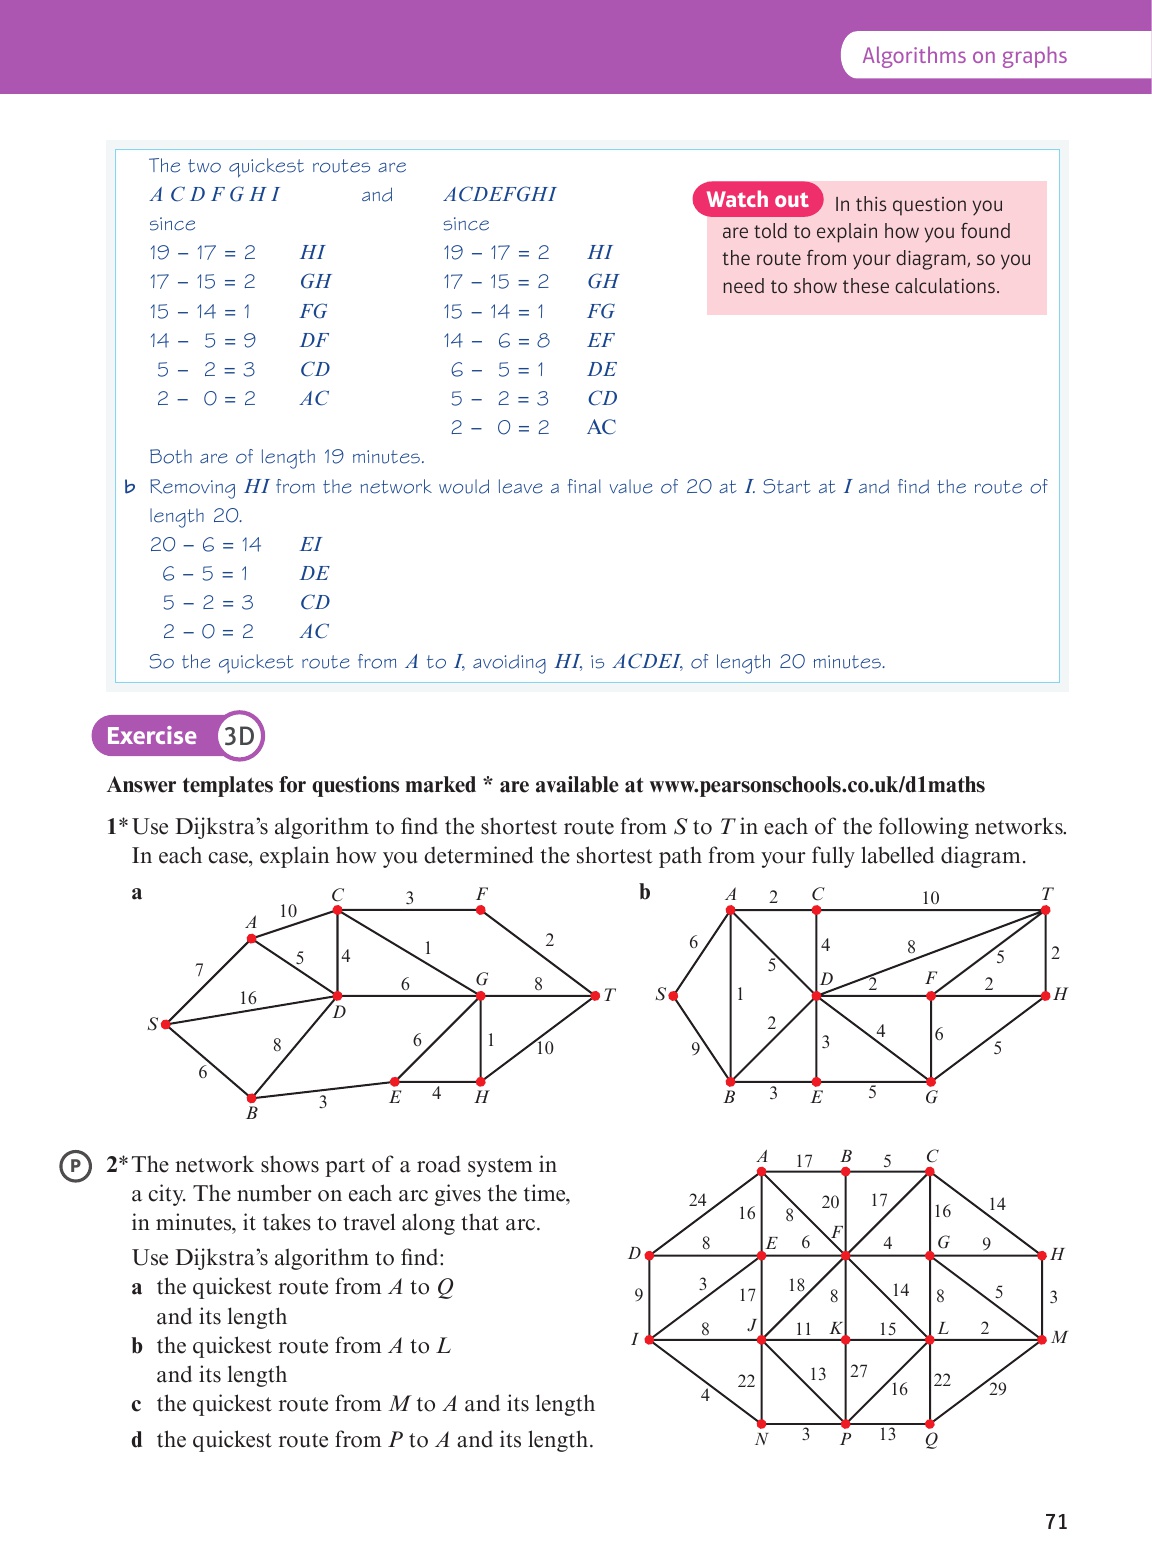 Algorithms on graphs
The two quickest routes are
A C D F G H I and ACDEFGHI
since since
19 – 17 = 2 HI 19 – 17 = 2 HI
17 – 15 = 2 GH 17 – 15 = 2 GH
15 – 14 = 1 FG 15 – 14 = 1 FG
14 – 5 = 9 DF 14 – 6 = 8 EF
5 – 2 = 3 CD 6 – 5 = 1 DE
2 – 0 = 2 AC 5 – 2 = 3 CD
2 – 0 = 2 AC
Both are of length 19 minutes.
Watch out In this question you
are told to explain how you found
the route from your diagram, so you
need to show these calculations.
b Removing HI from the network would leave a final value of 20 at I. Start at I and find the route of
length 20.
20 – 6 = 14 EI
6 – 5 = 1 DE
5 – 2 = 3 CD
2 – 0 = 2 AC
So the quickest route from A to I, avoiding HI, is ACDEI, of length 20 minutes.
Exercise 3D
Answer templates for questions marked * are available at www.pearsonschools.co.uk/d1maths
1* Use Dijkstra's algorithm to find the shortest route from S to T in each of the following networks.
In each case, explain how you determined the shortest path from your fully labelled diagram.
a
C 3 F
A 10
5 4 1 2
7
16 6 G 8 T
S D
8 6 1 10
6
B 3 E 4 H
b
A 2 C 10 T
6 4 8 5 2
5
S 1 D 2 F 2 H
2 3 4 6 5
9
B 3 E 5 G
P
2* The network shows part of a road system in
a city. The number on each arc gives the time,
in minutes, it takes to travel along that arc.
Use Dijkstra's algorithm to find:
a the quickest route from A to Q
and its length
b the quickest route from A to L
and its length
c the quickest route from M to A and its length
d the quickest route from P to A and its length.
A 17 B 5 C
24 16 8 20 17 16 14
D 8 E 6 F 4 G 9 H
9 3 17 18 8 14 8 5 3
I 8 J 11 K 15 L 2 M
4 22 13 27 16 22 29
N 3 P 13 Q
71